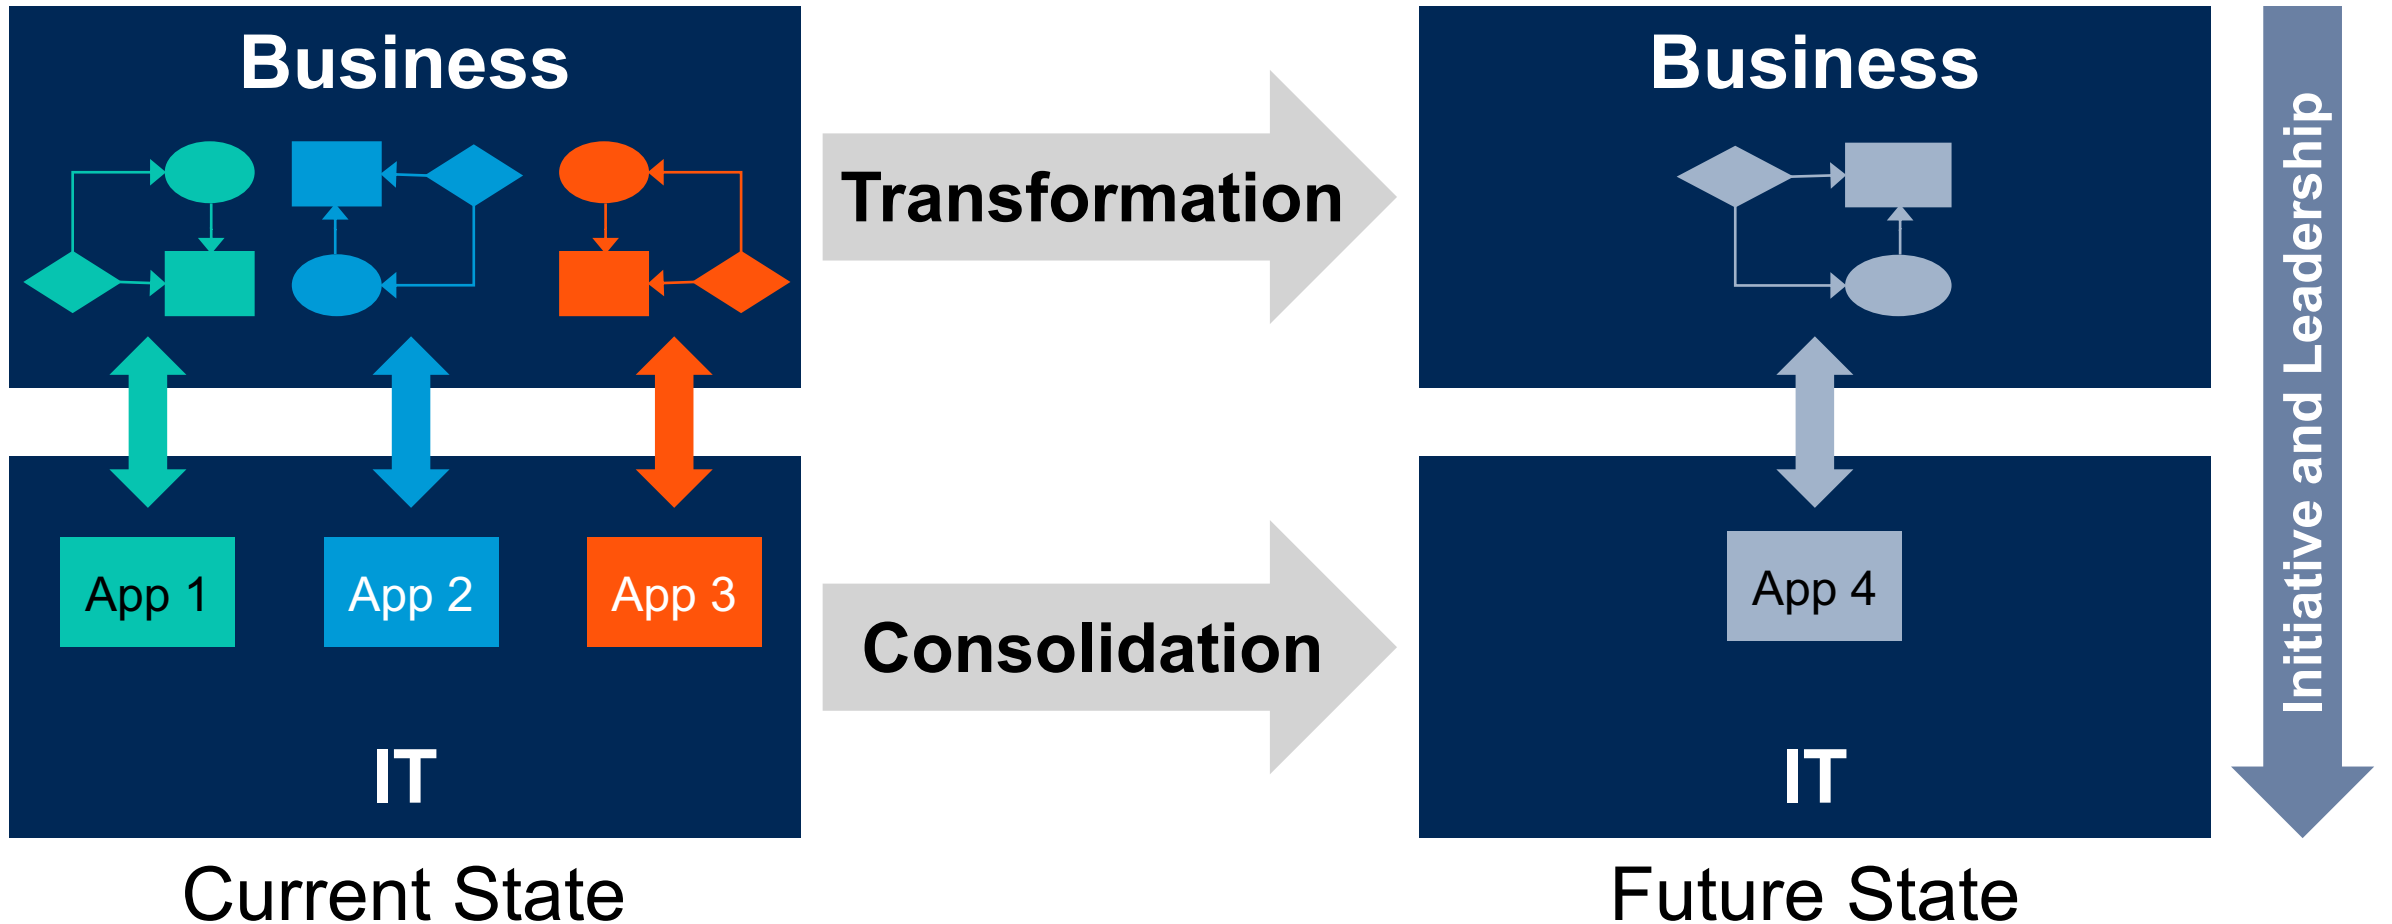 Business
Transformation
Business
App 1
App 2
App 3
IT
Consolidation
App 4
IT
Initiative and Leadership
Current State
Future State